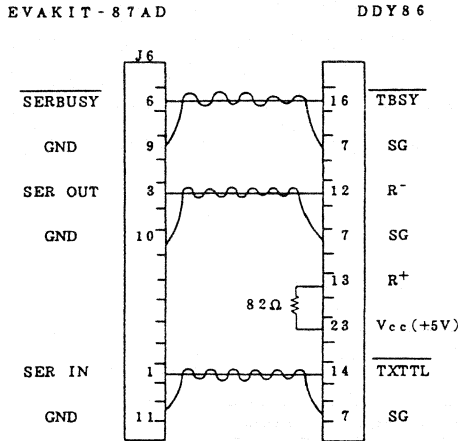 EVAKIT-87AD DDY86
J6
SERBUSY 6 16 TBSY
GND 9 7 SG
SER OUT 3 12 R⁻
GND 10 7 SG
13 R⁺
82Ω
23 Vcc(+5V)
SER IN 1 14 TXTTL
GND 11 7 SG